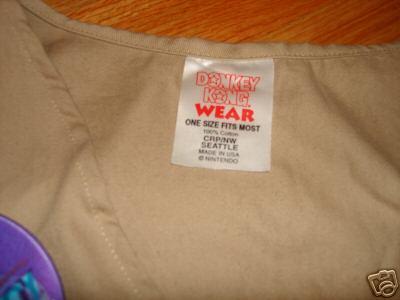 DONKEY
KONG
WEAR
ONE SIZE FITS MOST
100% Cotton
CRP/NW
SEATTLE
MADE IN USA
© NINTENDO